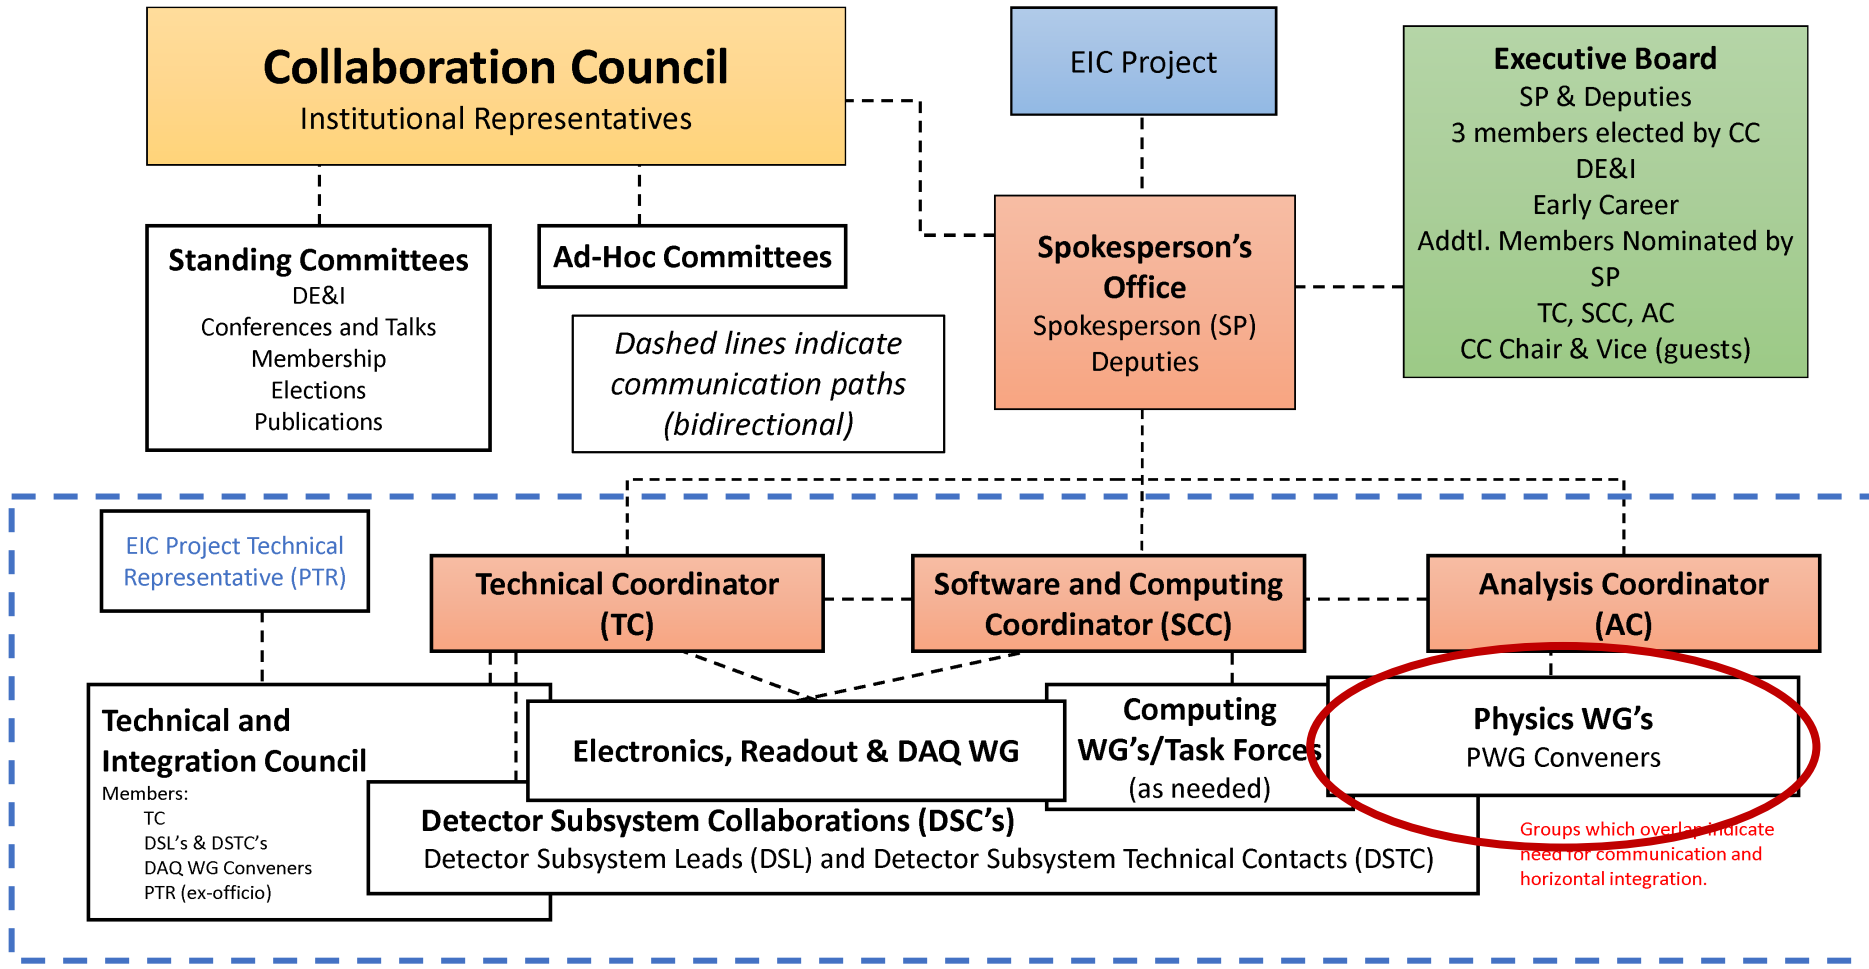 Collaboration Council
Institutional Representatives
EIC Project
Executive Board
SP & Deputies
3 members elected by CC
DE&I
Early Career
Addtl. Members Nominated by
SP
TC, SCC, AC
CC Chair & Vice (guests)
Standing Committees
DE&I
Conferences and Talks
Membership
Elections
Publications
Ad-Hoc Committees
Spokesperson’s
Office
Spokesperson (SP)
Deputies
Dashed lines indicate
communication paths
(bidirectional)
EIC Project Technical
Representative (PTR)
Technical Coordinator
(TC)
Software and Computing
Coordinator (SCC)
Analysis Coordinator
(AC)
Technical and
Integration Council
Members:
TC
DSL’s & DSTC’s
DAQ WG Conveners
PTR (ex-officio)
Electronics, Readout & DAQ WG
Computing
WG’s/Task Forces
(as needed)
Physics WG’s
PWG Conveners
Detector Subsystem Collaborations (DSC’s)
Detector Subsystem Leads (DSL) and Detector Subsystem Technical Contacts (DSTC)
Groups which overlap indicate
need for communication and
horizontal integration.